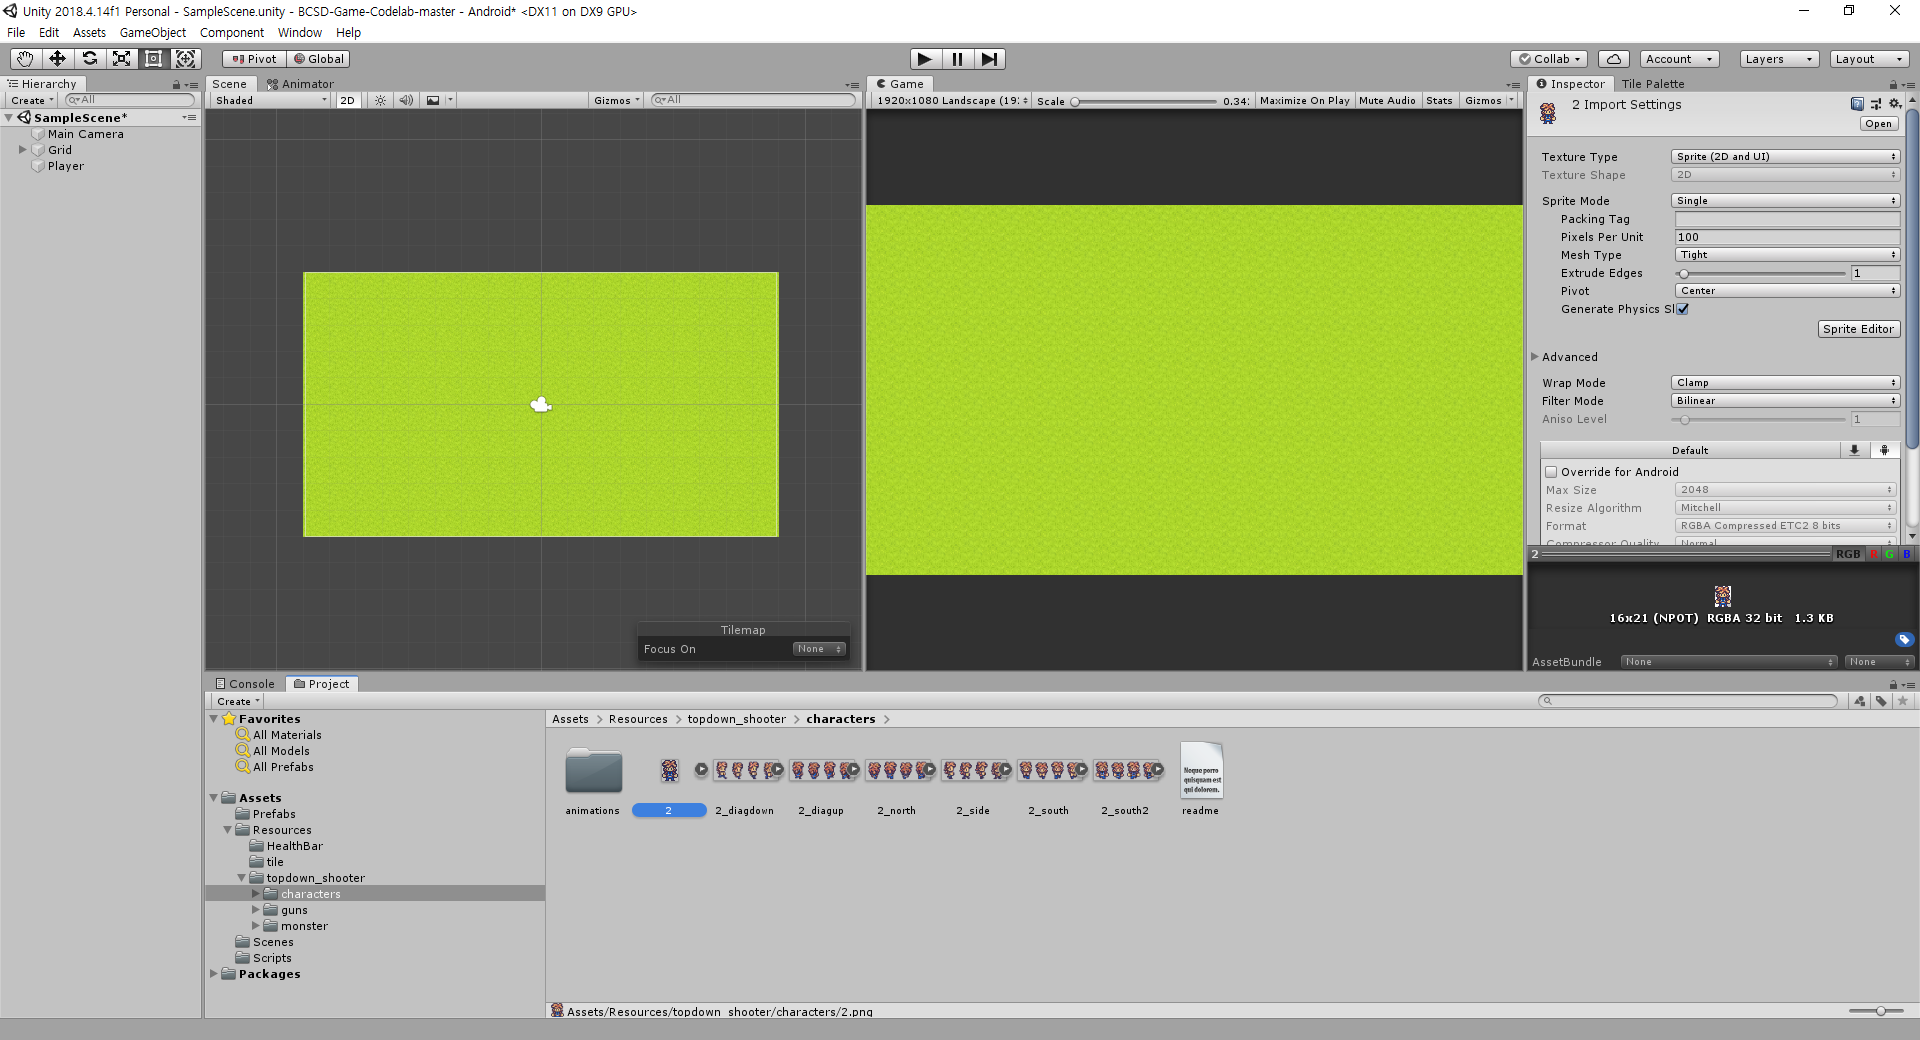 Unity 2018.4.14f1 Personal - SampleScene.unity - BCSD-Game-Codelab-master - Android* <DX11 on DX9 GPU>
File Edit Assets GameObject Component Window Help
Pivot Global Collab Account Layers Layout
Hierarchy
Create All
SampleScene*
Main Camera
Grid
Player
Scene Animator
Shaded 2D Gizmos All
Tilemap
Focus On None
Game
1920x1080 Landscape (19: Scale 0.34: Maximize On Play Mute Audio Stats Gizmos
Inspector Tile Palette
2 Import Settings
Open
Texture Type Sprite (2D and UI)
Texture Shape 2D
Sprite Mode Single
Packing Tag
Pixels Per Unit 100
Mesh Type Tight
Extrude Edges 1
Pivot Center
Generate Physics Sl
Sprite Editor
Advanced
Wrap Mode Clamp
Filter Mode Bilinear
Aniso Level 1
Default
Override for Android
Max Size 2048
Resize Algorithm Mitchell
Format RGBA Compressed ETC2 8 bits
Compressor Quality Normal
2 RGB R G B
16x21 (NPOT) RGBA 32 bit 1.3 KB
AssetBundle None None
Console Project
Create
Favorites
All Materials
All Models
All Prefabs
Assets
Prefabs
Resources
HealthBar
tile
topdown_shooter
characters
guns
monster
Scenes
Scripts
Packages
Assets Resources topdown_shooter characters
Neque porro
quisquam est
qui dolorem.
animations 2 2_diagdown 2_diagup 2_north 2_side 2_south 2_south2 readme
Assets/Resources/topdown_shooter/characters/2.png